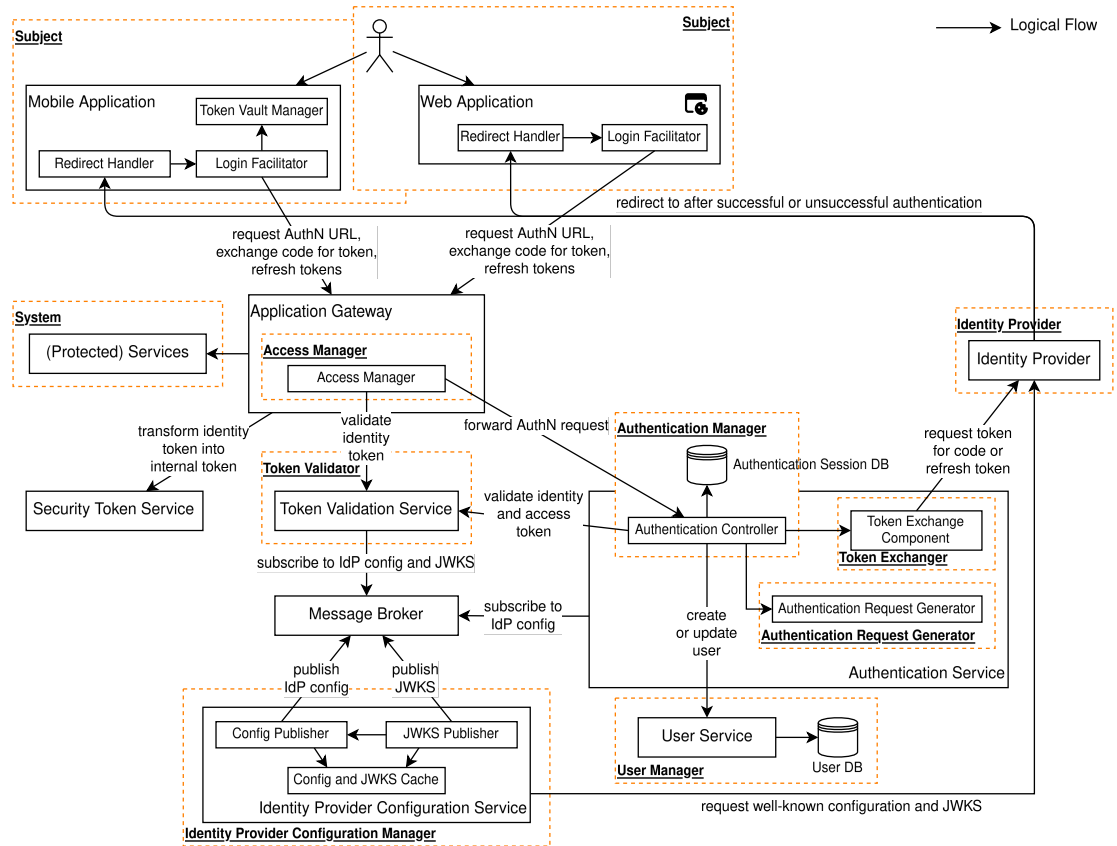 Subject
Subject
Logical Flow
Mobile Application
Token Vault Manager
Redirect Handler
Login Facilitator
Web Application
Redirect Handler
Login Facilitator
redirect to after successful or unsuccessful authentication
request AuthN URL,
exchange code for token,
refresh tokens
request AuthN URL,
exchange code for token,
refresh tokens
System
(Protected) Services
Application Gateway
Access Manager
Access Manager
Identity Provider
Identity Provider
transform identity
token into
internal token
validate
identity
token
forward AuthN request
Authentication Manager
Authentication Session DB
request token
for code or
refresh token
Token Validator
Token Validation Service
Security Token Service
validate identity
and access
token
Authentication Controller
Token Exchange
Component
Token Exchanger
subscribe to IdP config and JWKS
Message Broker
subscribe to
IdP config
create
or update
user
Authentication Request Generator
Authentication Request Generator
Authentication Service
publish
IdP config
publish
JWKS
Config Publisher
JWKS Publisher
Config and JWKS Cache
Identity Provider Configuration Service
Identity Provider Configuration Manager
User Service
User DB
User Manager
request well-known configuration and JWKS